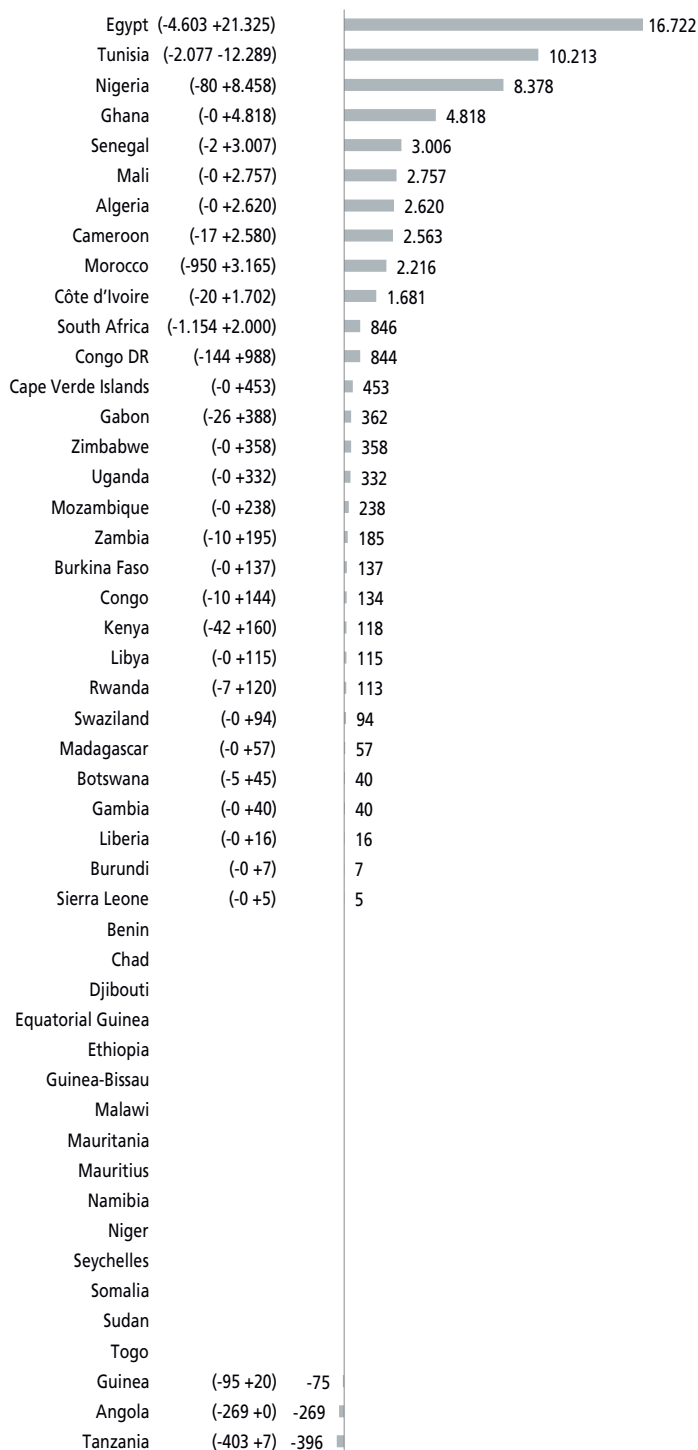 Egypt (-4.603 +21.325) 16.722
Tunisia (-2.077 -12.289) 10.213
Nigeria (-80 +8.458) 8.378
Ghana (-0 +4.818) 4.818
Senegal (-2 +3.007) 3.006
Mali (-0 +2.757) 2.757
Algeria (-0 +2.620) 2.620
Cameroon (-17 +2.580) 2.563
Morocco (-950 +3.165) 2.216
Côte d’Ivoire (-20 +1.702) 1.681
South Africa (-1.154 +2.000) 846
Congo DR (-144 +988) 844
Cape Verde Islands (-0 +453) 453
Gabon (-26 +388) 362
Zimbabwe (-0 +358) 358
Uganda (-0 +332) 332
Mozambique (-0 +238) 238
Zambia (-10 +195) 185
Burkina Faso (-0 +137) 137
Congo (-10 +144) 134
Kenya (-42 +160) 118
Libya (-0 +115) 115
Rwanda (-7 +120) 113
Swaziland (-0 +94) 94
Madagascar (-0 +57) 57
Botswana (-5 +45) 40
Gambia (-0 +40) 40
Liberia (-0 +16) 16
Burundi (-0 +7) 7
Sierra Leone (-0 +5) 5
Benin
Chad
Djibouti
Equatorial Guinea
Ethiopia
Guinea-Bissau
Malawi
Mauritania
Mauritius
Namibia
Niger
Seychelles
Somalia
Sudan
Togo
Guinea (-95 +20) -75
Angola (-269 +0) -269
Tanzania (-403 +7) -396